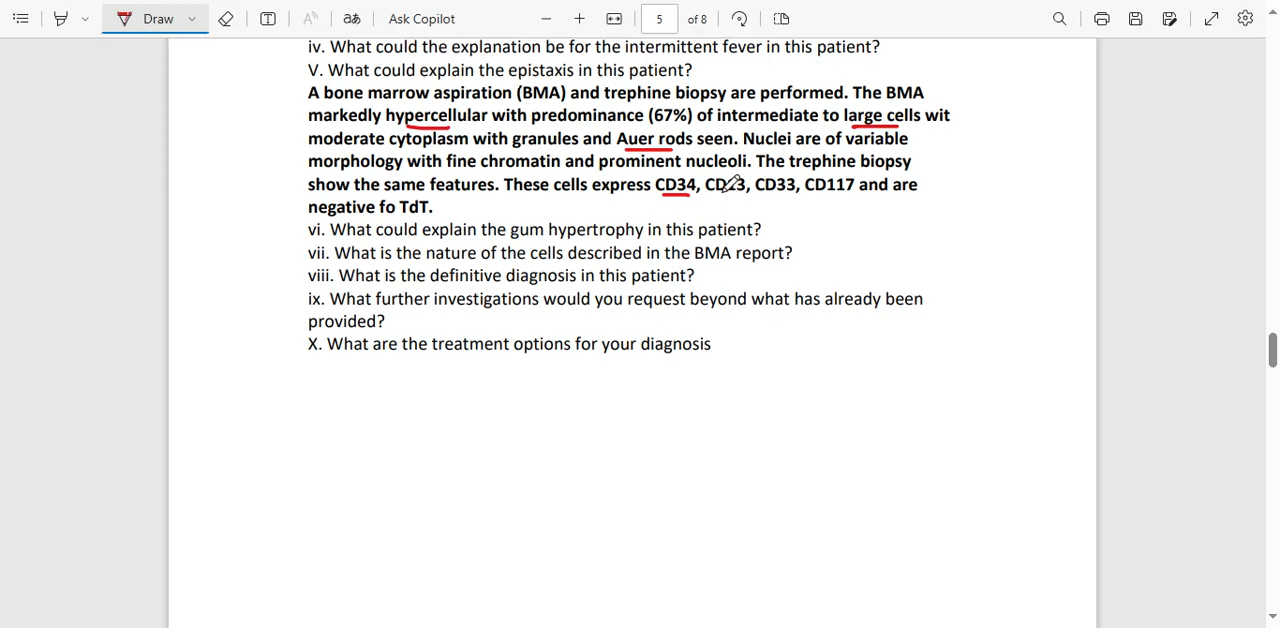 Draw
Ask Copilot
5 of 8
iv. What could the explanation be for the intermittent fever in this patient?
V. What could explain the epistaxis in this patient?
A bone marrow aspiration (BMA) and trephine biopsy are performed. The BMA
markedly hypercellular with predominance (67%) of intermediate to large cells wit
moderate cytoplasm with granules and Auer rods seen. Nuclei are of variable
morphology with fine chromatin and prominent nucleoli. The trephine biopsy
show the same features. These cells express CD34, CD33, CD117 and are
negative fo TdT.
vi. What could explain the gum hypertrophy in this patient?
vii. What is the nature of the cells described in the BMA report?
viii. What is the definitive diagnosis in this patient?
ix. What further investigations would you request beyond what has already been
provided?
X. What are the treatment options for your diagnosis